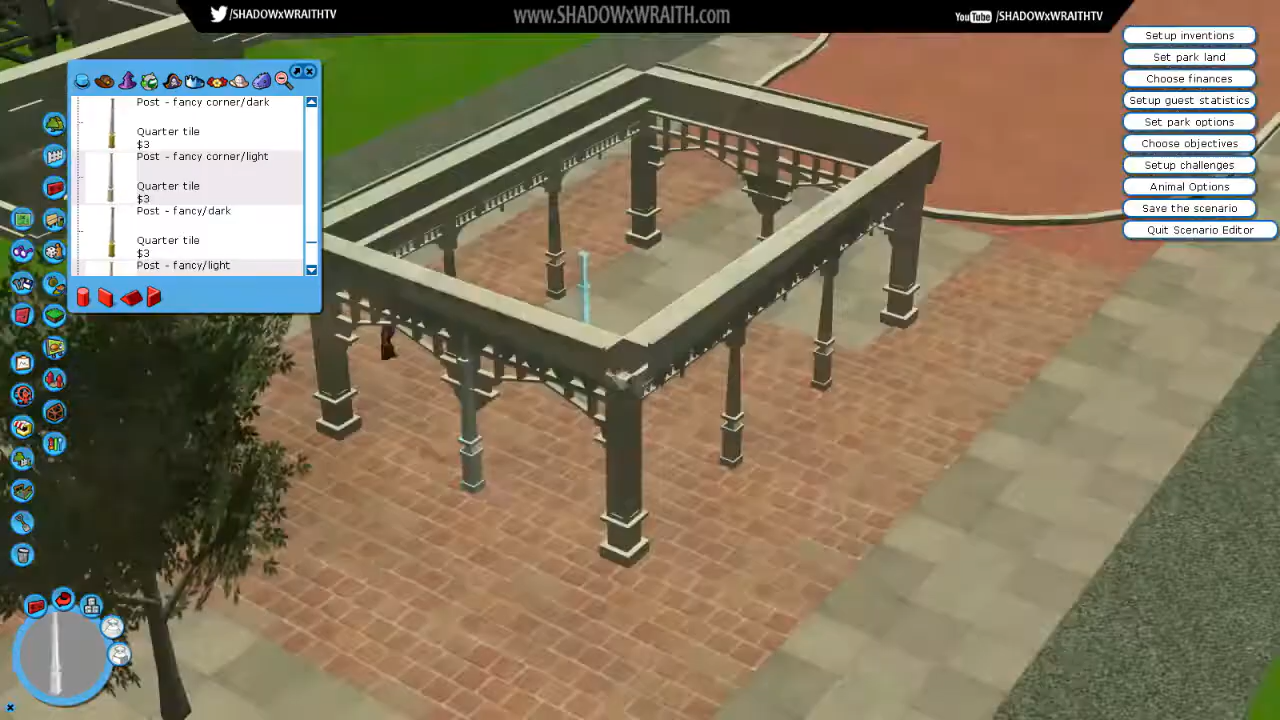 /SHADOWxWRAITHTV
www.SHADOWxWRAITH.com
YouTube /SHADOWxWRAITHTV
Setup inventions
Set park land
Choose finances
Setup guest statistics
Set park options
Choose objectives
Setup challenges
Animal Options
Save the scenario
Quit Scenario Editor
Post - fancy corner/dark
Quarter tile
$3
Post - fancy corner/light
Quarter tile
$3
Post - fancy/dark
Quarter tile
$3
Post - fancy/light